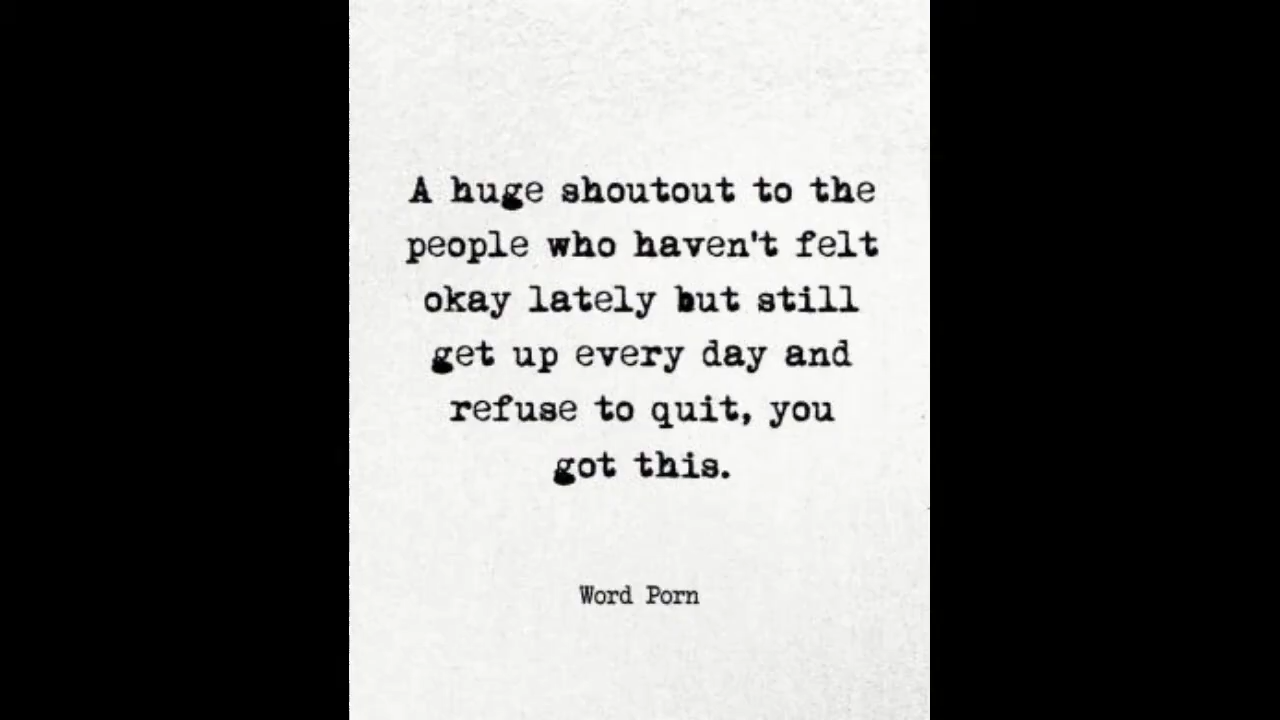 A huge shoutout to the
people who haven't felt
okay lately but still
get up every day and
refuse to quit, you
got this.
Word Porn